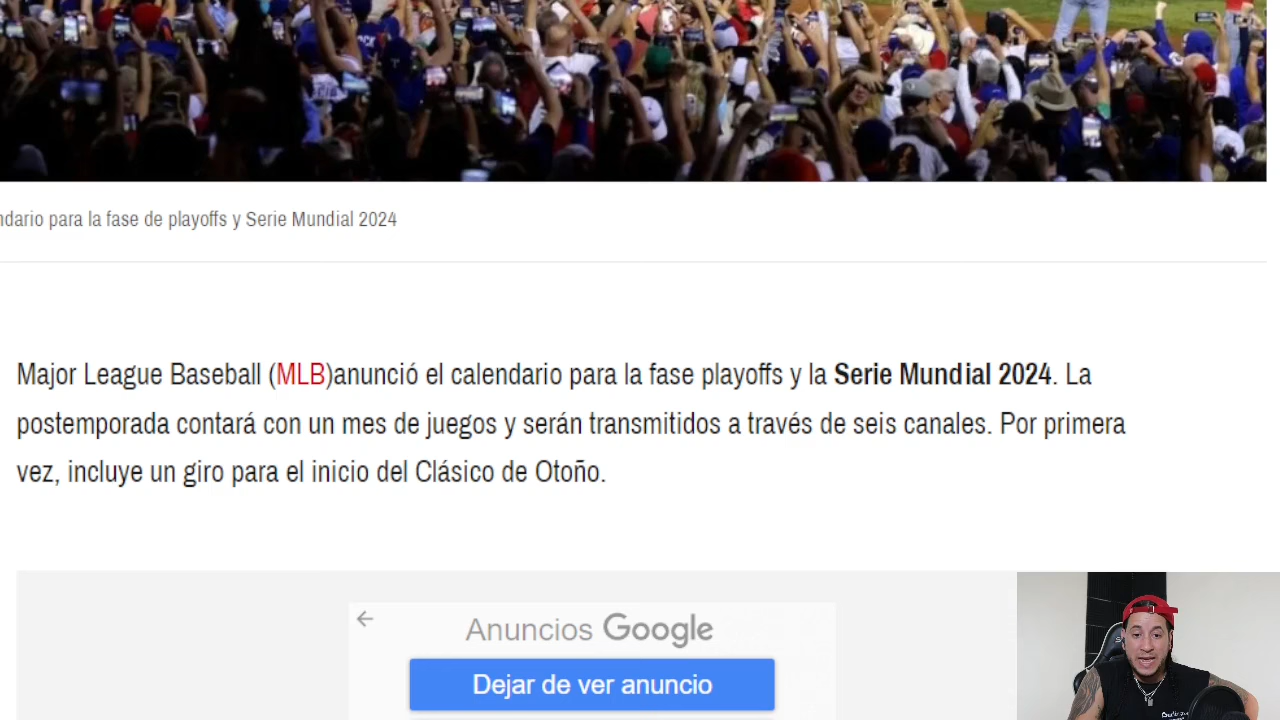 ndario para la fase de playoffs y Serie Mundial 2024
Major League Baseball (MLB)anunció el calendario para la fase playoffs y la Serie Mundial 2024. La
postemporada contará con un mes de juegos y serán transmitidos a través de seis canales. Por primera
vez, incluye un giro para el inicio del Clásico de Otoño.
Anuncios Google
Dejar de ver anuncio